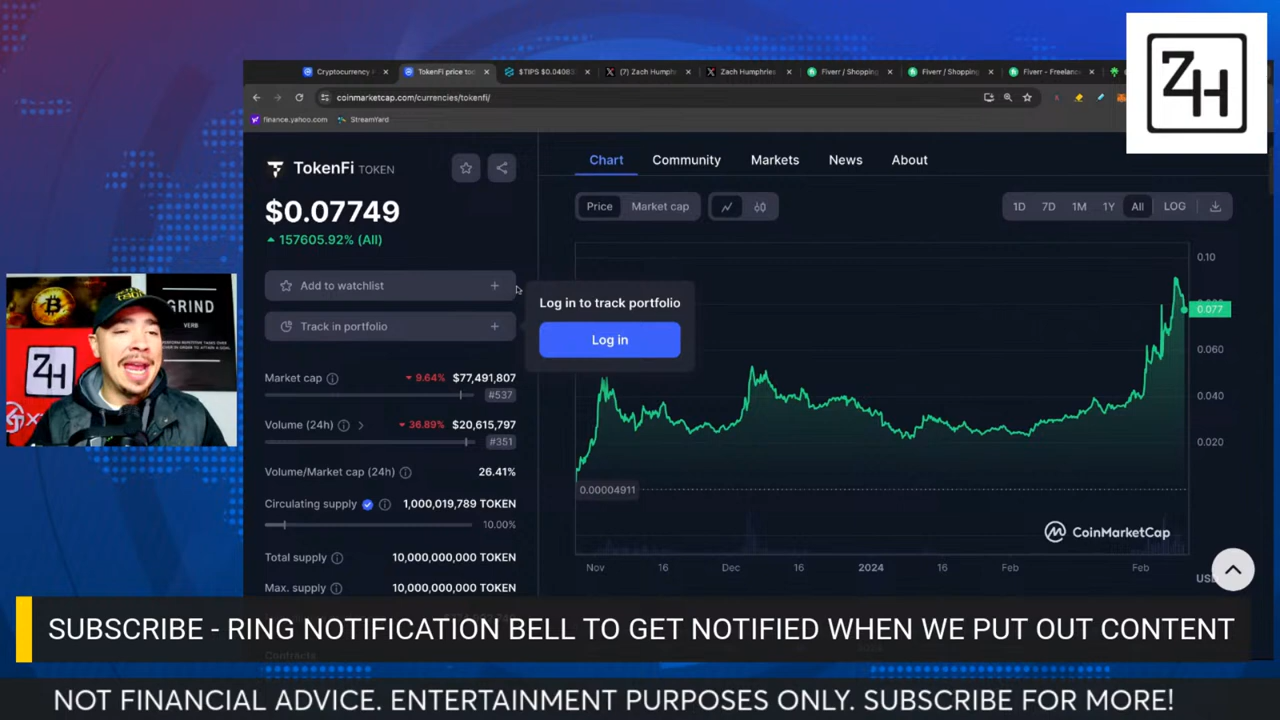 ZH
Cryptocurrency
TokenFi price to
$TIPS $0.0408
(7) Zach Humph
Zach Humphries
Fiverr / Shopping
Fiverr / Shopping
Fiverr - Freelanc
coinmarketcap.com/currencies/tokenfi/
finance.yahoo.com
StreamYard
TokenFi TOKEN
$0.07749
157605.92% (All)
Add to watchlist +
Track in portfolio +
Log in to track portfolio
Log in
Market cap 9.64% $77,491,807
#537
Volume (24h) 36.89% $20,615,797
#351
Volume/Market cap (24h) 26.41%
Circulating supply 1,000,019,789 TOKEN
10.00%
Total supply 10,000,000,000 TOKEN
Max. supply 10,000,000,000 TOKEN
Chart Community Markets News About
Price Market cap
1D 7D 1M 1Y All LOG
0.10
0.077
0.060
0.040
0.020
0.00004911
CoinMarketCap
Nov 16 Dec 16 2024 16 Feb Feb
USD
GRIND
VERB
ZH
SUBSCRIBE - RING NOTIFICATION BELL TO GET NOTIFIED WHEN WE PUT OUT CONTENT
NOT FINANCIAL ADVICE. ENTERTAINMENT PURPOSES ONLY. SUBSCRIBE FOR MORE!